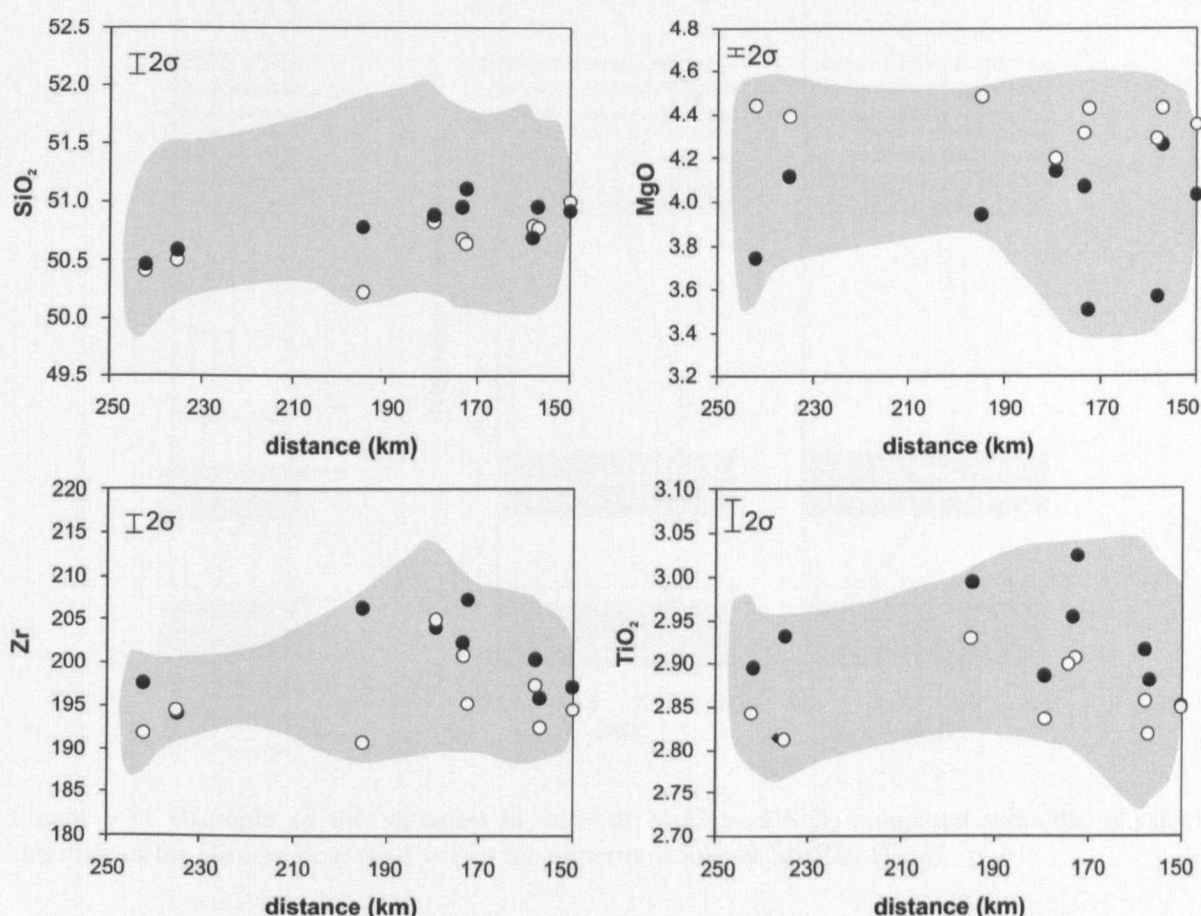 52.5
52.0
51.5
51.0
50.5
50.0
49.5
SiO₂
2σ
250 230 210 190 170 150
distance (km)
4.8
4.6
4.4
4.2
4.0
3.8
3.6
3.4
3.2
MgO
2σ
250 230 210 190 170 150
distance (km)
220
215
210
205
200
195
190
185
180
Zr
2σ
250 230 210 190 170 150
distance (km)
3.10
3.05
3.00
2.95
2.90
2.85
2.80
2.75
2.70
TiO₂
2σ
250 230 210 190 170 150
distance (km)